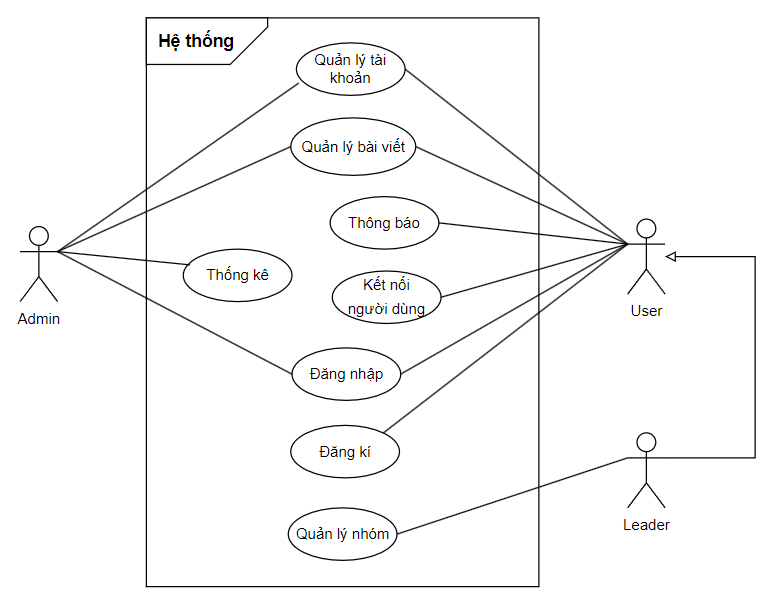 Hệ thống
Quản lý tài
khoản
Quản lý bài viết
Thông báo
Thống kê
Kết nối
người dùng
Admin
User
Đăng nhập
Đăng kí
Quản lý nhóm
Leader